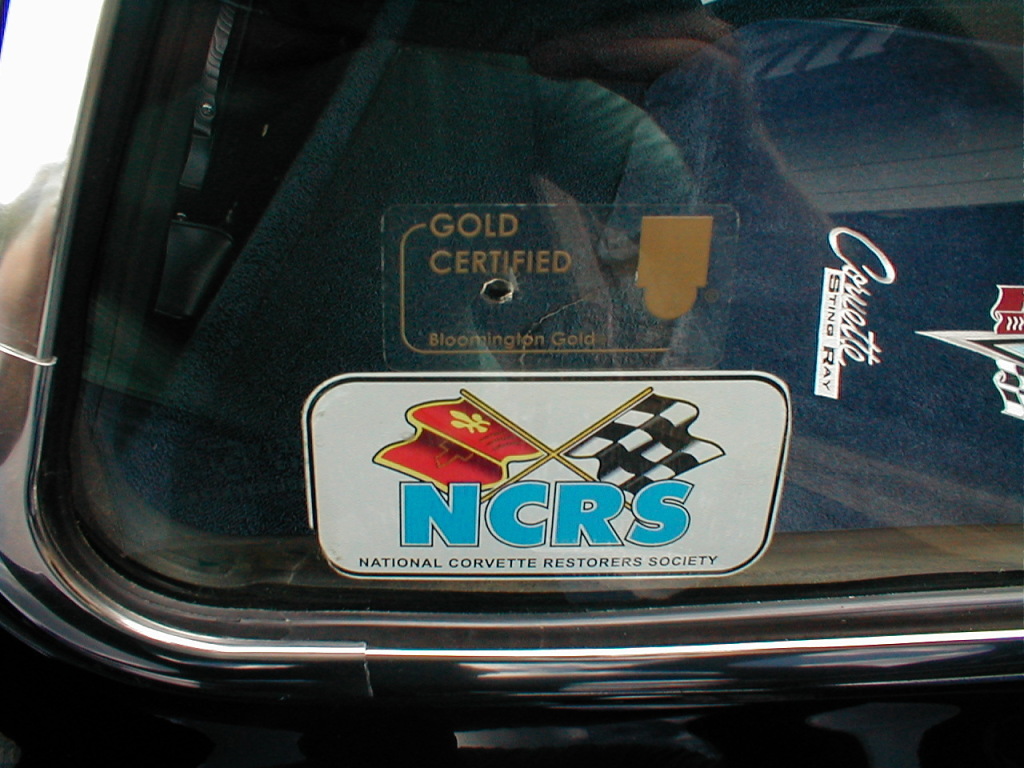 GOLD
CERTIFIED
Bloomington Gold
Corvette
STING RAY
NCRS
NATIONAL CORVETTE RESTORERS SOCIETY